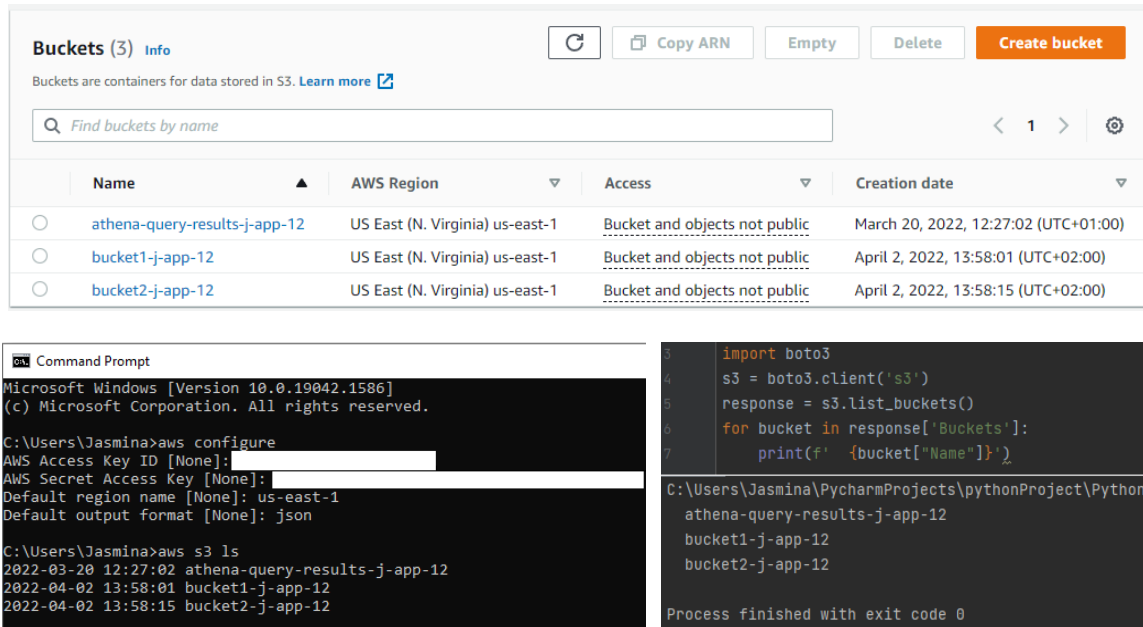 Buckets (3) Info
Copy ARN Empty Delete Create bucket
Buckets are containers for data stored in S3. Learn more
Find buckets by name
1
Name AWS Region Access Creation date
athena-query-results-j-app-12 US East (N. Virginia) us-east-1 Bucket and objects not public March 20, 2022, 12:27:02 (UTC+01:00)
bucket1-j-app-12 US East (N. Virginia) us-east-1 Bucket and objects not public April 2, 2022, 13:58:01 (UTC+02:00)
bucket2-j-app-12 US East (N. Virginia) us-east-1 Bucket and objects not public April 2, 2022, 13:58:15 (UTC+02:00)
C:\. Command Prompt
Microsoft Windows [Version 10.0.19042.1586]
(c) Microsoft Corporation. All rights reserved.
C:\Users\Jasmina>aws configure
AWS Access Key ID [None]:
AWS Secret Access Key [None]:
Default region name [None]: us-east-1
Default output format [None]: json
C:\Users\Jasmina>aws s3 ls
2022-03-20 12:27:02 athena-query-results-j-app-12
2022-04-02 13:58:01 bucket1-j-app-12
2022-04-02 13:58:15 bucket2-j-app-12
3 import boto3
4 s3 = boto3.client('s3')
5 response = s3.list_buckets()
6 for bucket in response['Buckets']:
7 print(f'  {bucket["Name"]}')
C:\Users\Jasmina\PycharmProjects\pythonProject\Python
athena-query-results-j-app-12
bucket1-j-app-12
bucket2-j-app-12
Process finished with exit code 0